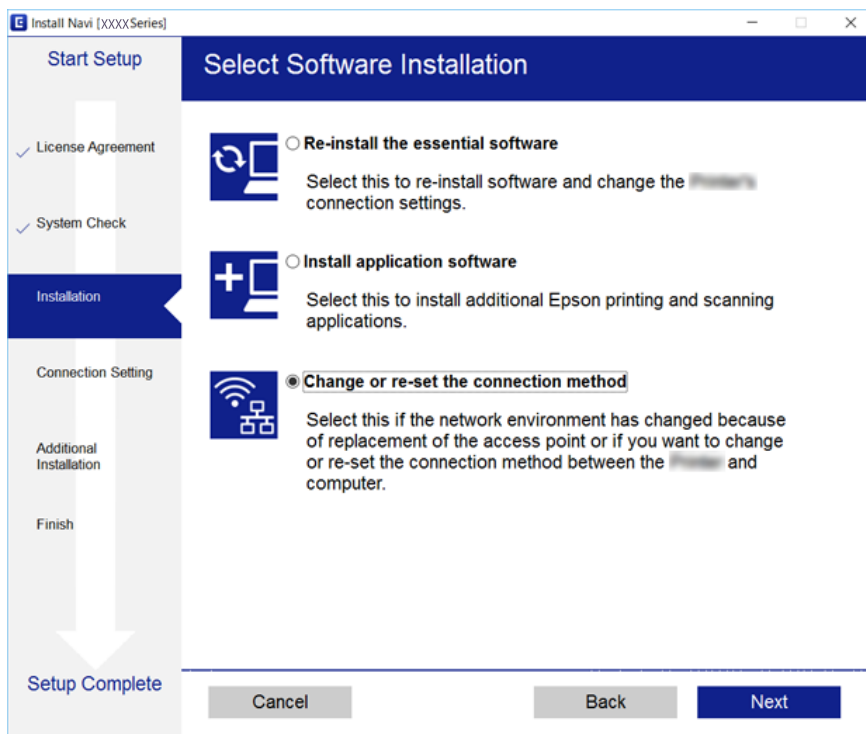 E Install Navi [XXXX Series]
Start Setup
Select Software Installation
License Agreement
System Check
Installation
Connection Setting
Additional
Installation
Finish
Setup Complete
Re-install the essential software
Select this to re-install software and change the
connection settings.
Install application software
Select this to install additional Epson printing and scanning
applications.
Change or re-set the connection method
Select this if the network environment has changed because
of replacement of the access point or if you want to change
or re-set the connection method between the and
computer.
Cancel
Back
Next